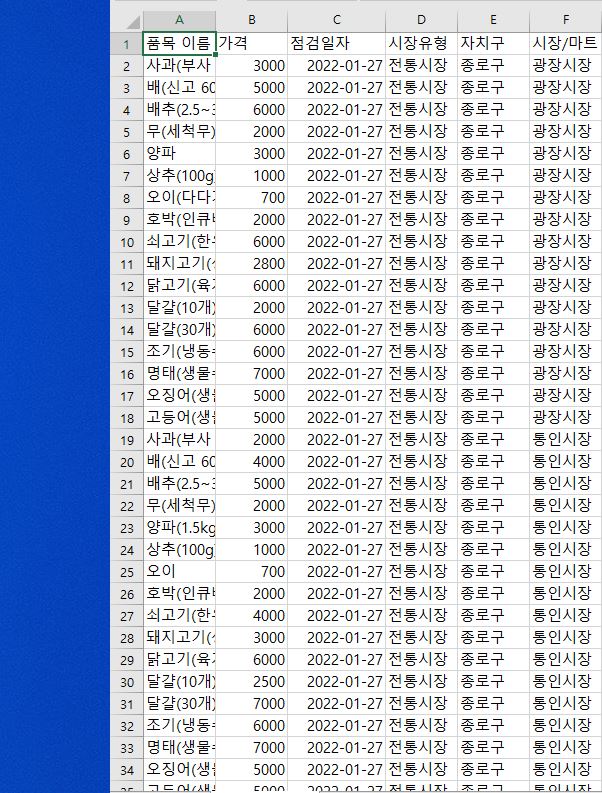 A B C D E F
1 품목 이름 가격 점검일자 시장유형 자치구 시장/마트
2 사과(부사 3000 2022-01-27 전통시장 종로구 광장시장
3 배(신고 60 5000 2022-01-27 전통시장 종로구 광장시장
4 배추(2.5~3 6000 2022-01-27 전통시장 종로구 광장시장
5 무(세척무) 2000 2022-01-27 전통시장 종로구 광장시장
6 양파 3000 2022-01-27 전통시장 종로구 광장시장
7 상추(100g) 1000 2022-01-27 전통시장 종로구 광장시장
8 오이(다다 700 2022-01-27 전통시장 종로구 광장시장
9 호박(인큐 2000 2022-01-27 전통시장 종로구 광장시장
10 쇠고기(한 6000 2022-01-27 전통시장 종로구 광장시장
11 돼지고기( 2800 2022-01-27 전통시장 종로구 광장시장
12 닭고기(육 6000 2022-01-27 전통시장 종로구 광장시장
13 달걀(10개) 2000 2022-01-27 전통시장 종로구 광장시장
14 달걀(30개) 6000 2022-01-27 전통시장 종로구 광장시장
15 조기(냉동 6000 2022-01-27 전통시장 종로구 광장시장
16 명태(생물 7000 2022-01-27 전통시장 종로구 광장시장
17 오징어(생 5000 2022-01-27 전통시장 종로구 광장시장
18 고등어(생 5000 2022-01-27 전통시장 종로구 광장시장
19 사과(부사 2000 2022-01-27 전통시장 종로구 통인시장
20 배(신고 60 4000 2022-01-27 전통시장 종로구 통인시장
21 배추(2.5~3 5000 2022-01-27 전통시장 종로구 통인시장
22 무(세척무) 2000 2022-01-27 전통시장 종로구 통인시장
23 양파(1.5kg 3000 2022-01-27 전통시장 종로구 통인시장
24 상추(100g) 1000 2022-01-27 전통시장 종로구 통인시장
25 오이 700 2022-01-27 전통시장 종로구 통인시장
26 호박(인큐 2000 2022-01-27 전통시장 종로구 통인시장
27 쇠고기(한 4000 2022-01-27 전통시장 종로구 통인시장
28 돼지고기( 3000 2022-01-27 전통시장 종로구 통인시장
29 닭고기(육 6000 2022-01-27 전통시장 종로구 통인시장
30 달걀(10개) 2500 2022-01-27 전통시장 종로구 통인시장
31 달걀(30개) 7000 2022-01-27 전통시장 종로구 통인시장
32 조기(냉동 6000 2022-01-27 전통시장 종로구 통인시장
33 명태(생물 7000 2022-01-27 전통시장 종로구 통인시장
34 오징어(생 5000 2022-01-27 전통시장 종로구 통인시장